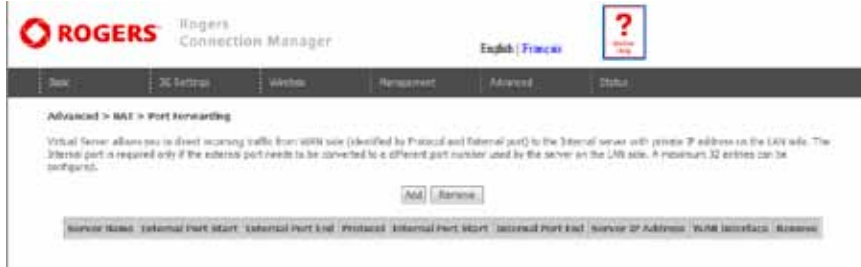 ROGERS
Rogers
Connection Manager
English | Français
?
Basic 3G Settings Wireless Management Advanced Status
Advanced > NAT > Port Forwarding
Virtual Server allows you to direct incoming traffic from WAN side (identified by Protocol and External port) to the Internal server with private IP address on the LAN side. The
Internal port is required only if the external port needs to be converted to a different port number used by the server on the LAN side. A maximum 32 entries can be
configured.
Add Remove
Server Name External Port Start External Port End Protocol Internal Port Start Internal Port End Server IP Address WAN Interface Remove